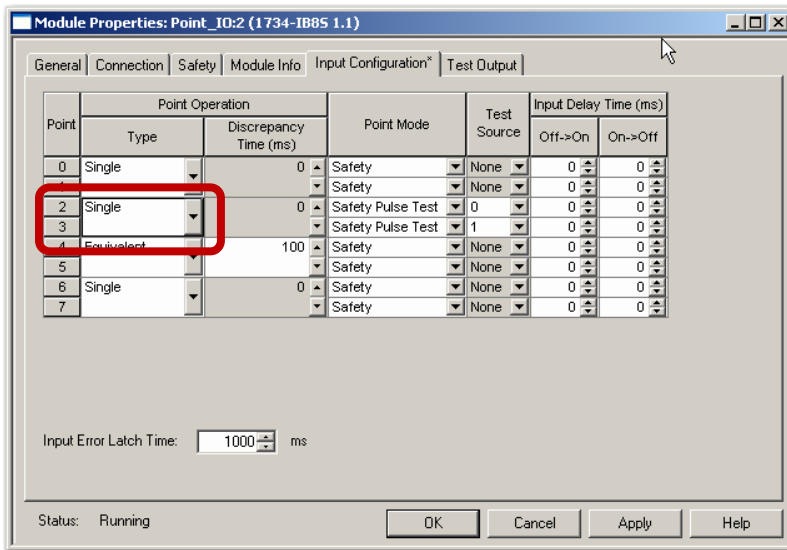 Module Properties: Point_IO:2 (1734-IB8S 1.1)
General Connection Safety Module Info Input Configuration* Test Output
Point Operation Input Delay Time (ms)
Point Type Discrepancy Time (ms) Point Mode Test Source Off->On On->Off
0 Single 0 Safety None 0 0
Safety None 0 0
2 Single 0 Safety Pulse Test 0 0 0
3 Safety Pulse Test 1 0 0
4 Equivalent 100 Safety None 0 0
5 Safety None 0 0
6 Single 0 Safety None 0 0
7 Safety None 0 0
Input Error Latch Time: 1000 ms
Status: Running OK Cancel Apply Help